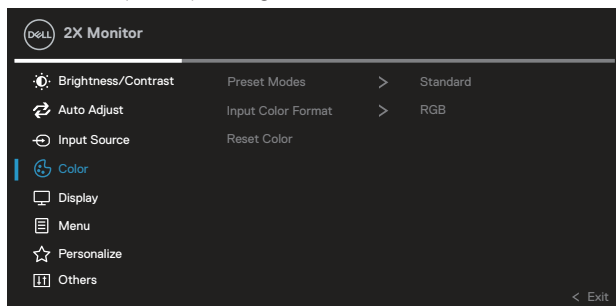 DELL 2X Monitor
Brightness/Contrast Preset Modes > Standard
Auto Adjust Input Color Format > RGB
Input Source Reset Color
Color
Display
Menu
Personalize
Others
< Exit